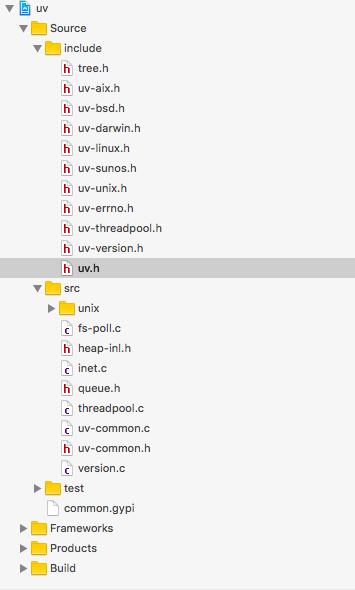 uv
Source
include
tree.h
uv-aix.h
uv-bsd.h
uv-darwin.h
uv-linux.h
uv-sunos.h
uv-unix.h
uv-errno.h
uv-threadpool.h
uv-version.h
uv.h
src
unix
fs-poll.c
heap-inl.h
inet.c
queue.h
threadpool.c
uv-common.c
uv-common.h
version.c
test
common.gypi
Frameworks
Products
Build